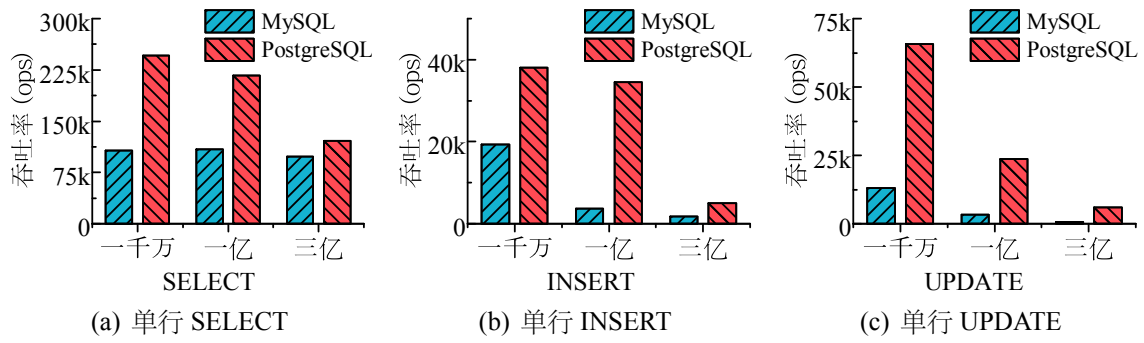 300k
225k
150k
75k
0
吞吐率 (ops)
MySQL
PostgreSQL
一千万 一亿 三亿
SELECT
(a) 单行 SELECT
40k
20k
0
吞吐率 (ops)
MySQL
PostgreSQL
一千万 一亿 三亿
INSERT
(b) 单行 INSERT
75k
50k
25k
0
吞吐率 (ops)
MySQL
PostgreSQL
一千万 一亿 三亿
UPDATE
(c) 单行 UPDATE